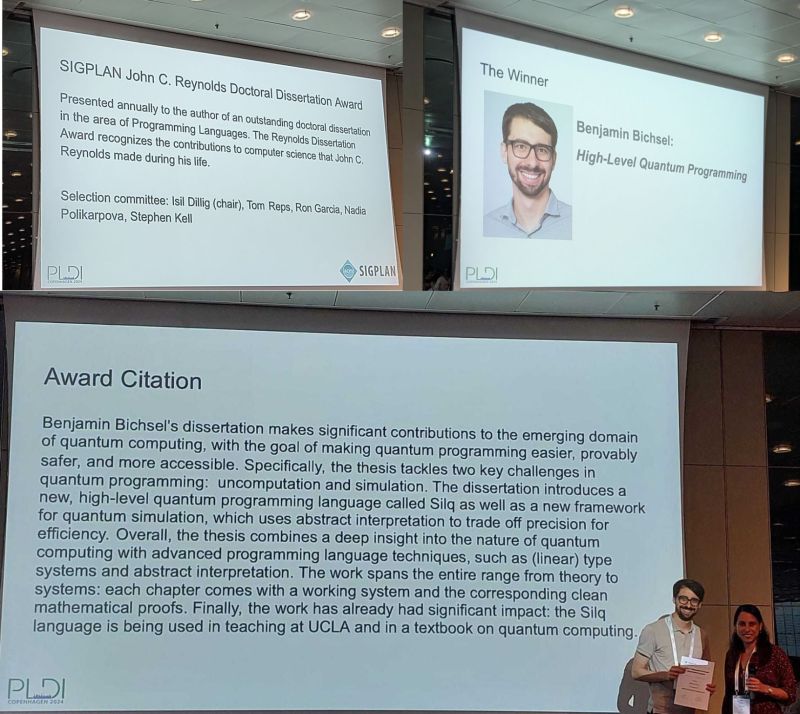 SIGPLAN John C. Reynolds Doctoral Dissertation Award
Presented annually to the author of an outstanding doctoral dissertation
in the area of Programming Languages. The Reynolds Dissertation
Award recognizes the contributions to computer science that John C.
Reynolds made during his life.
Selection committee: Isil Dillig (chair), Tom Reps, Ron Garcia, Nadia
Polikarpova, Stephen Kell
PLDI
COPENHAGEN 2024
acm
SIGPLAN
The Winner
Benjamin Bichsel:
High-Level Quantum Programming
PLDI
COPENHAGEN 2024
Award Citation
Benjamin Bichsel's dissertation makes significant contributions to the emerging domain
of quantum computing, with the goal of making quantum programming easier, provably
safer, and more accessible. Specifically, the thesis tackles two key challenges in
quantum programming: uncomputation and simulation. The dissertation introduces a
new, high-level quantum programming language called Silq as well as a new framework
for quantum simulation, which uses abstract interpretation to trade off precision for
efficiency. Overall, the thesis combines a deep insight into the nature of quantum
computing with advanced programming language techniques, such as (linear) type
systems and abstract interpretation. The work spans the entire range from theory to
systems: each chapter comes with a working system and the corresponding clean
mathematical proofs. Finally, the work has already had significant impact: the Silq
language is being used in teaching at UCLA and in a textbook on quantum computing.
PLDI
COPENHAGEN 2024